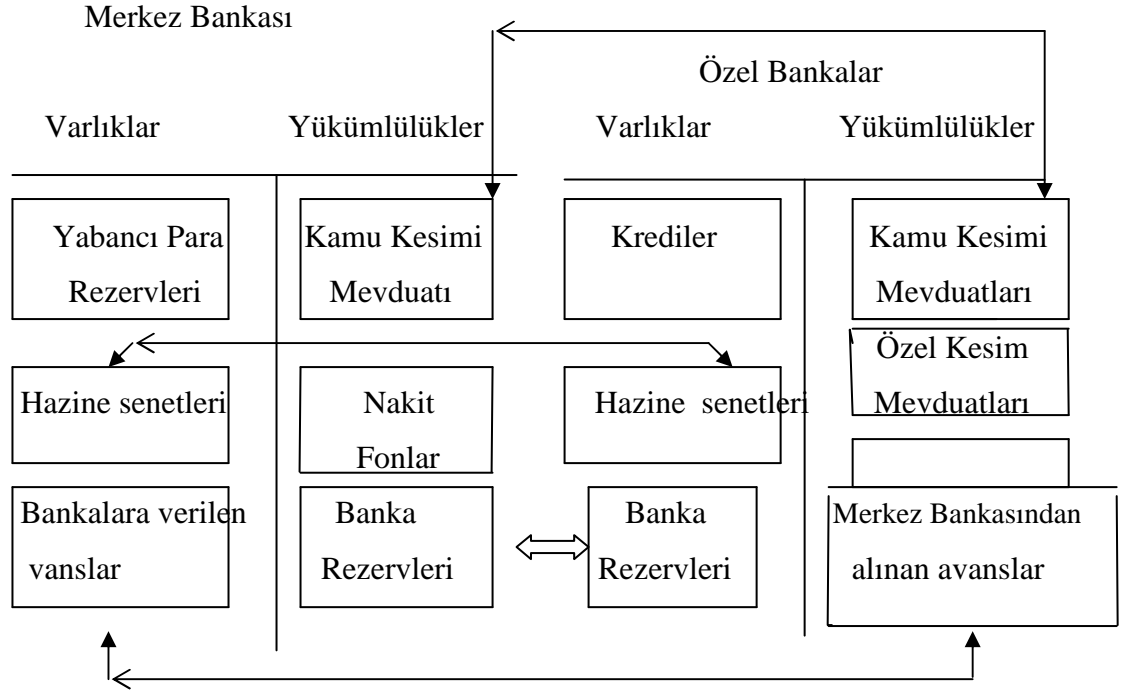 Merkez Bankası
Özel Bankalar
Varlıklar
Yükümlülükler
Varlıklar
Yükümlülükler
Yabancı Para
Rezervleri
Kamu Kesimi
Mevduatı
Krediler
Kamu Kesimi
Mevduatları
Özel Kesim
Mevduatları
Hazine senetleri
Nakit
Fonlar
Hazine senetleri
Bankalara verilen
vanslar
Banka
Rezervleri
Banka
Rezervleri
Merkez Bankasından
alınan avanslar